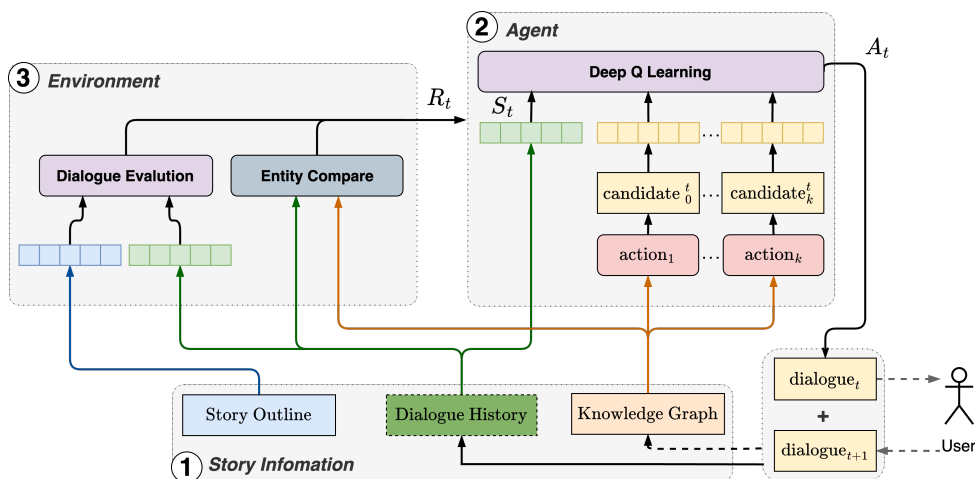 2 Agent
A_t
Deep Q Learning
3 Environment
R_t
S_t
...
Dialogue Evalution
Entity Compare
candidate_0^t ... candidate_k^t
action_1 ... action_k
dialogue_t
Story Outline
Dialogue History
Knowledge Graph
+
dialogue_{t+1}
User
1 Story Infomation